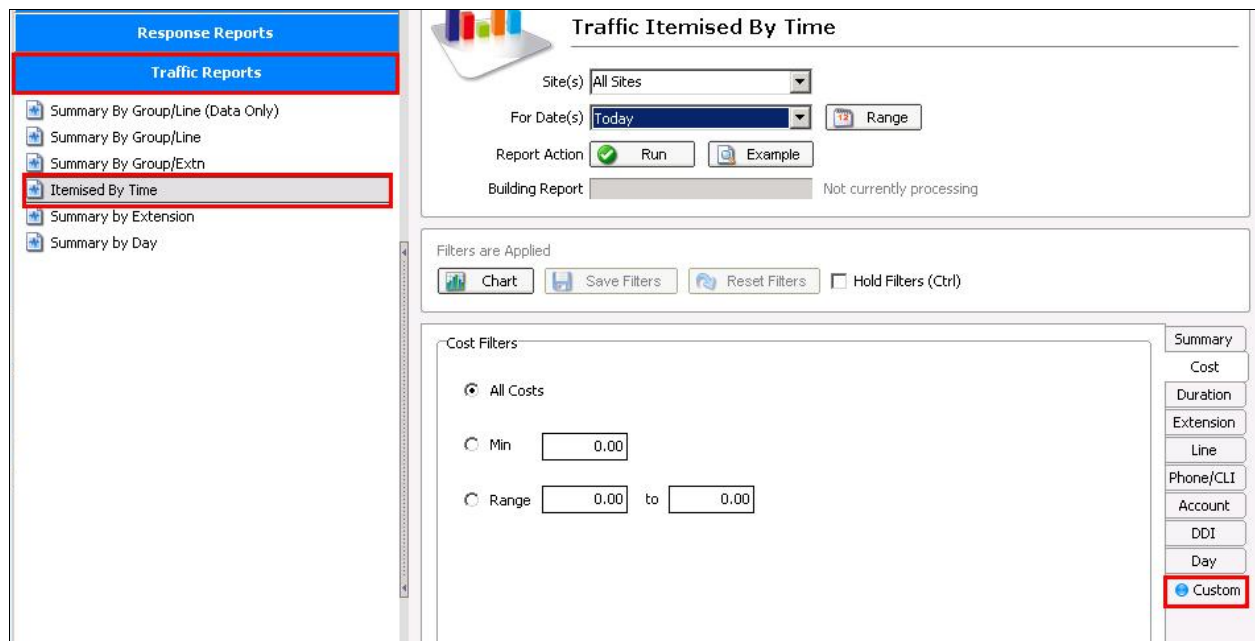 Response Reports
Traffic Reports
Summary By Group/Line (Data Only)
Summary By Group/Line
Summary By Group/Extn
Itemised By Time
Summary by Extension
Summary by Day
Traffic Itemised By Time
Site(s) All Sites
For Date(s) Today 12 Range
Report Action Run Example
Building Report Not currently processing
Filters are Applied
Chart Save Filters Reset Filters Hold Filters (Ctrl)
Cost Filters
All Costs
Min 0.00
Range 0.00 to 0.00
Summary
Cost
Duration
Extension
Line
Phone/CLI
Account
DDI
Day
Custom